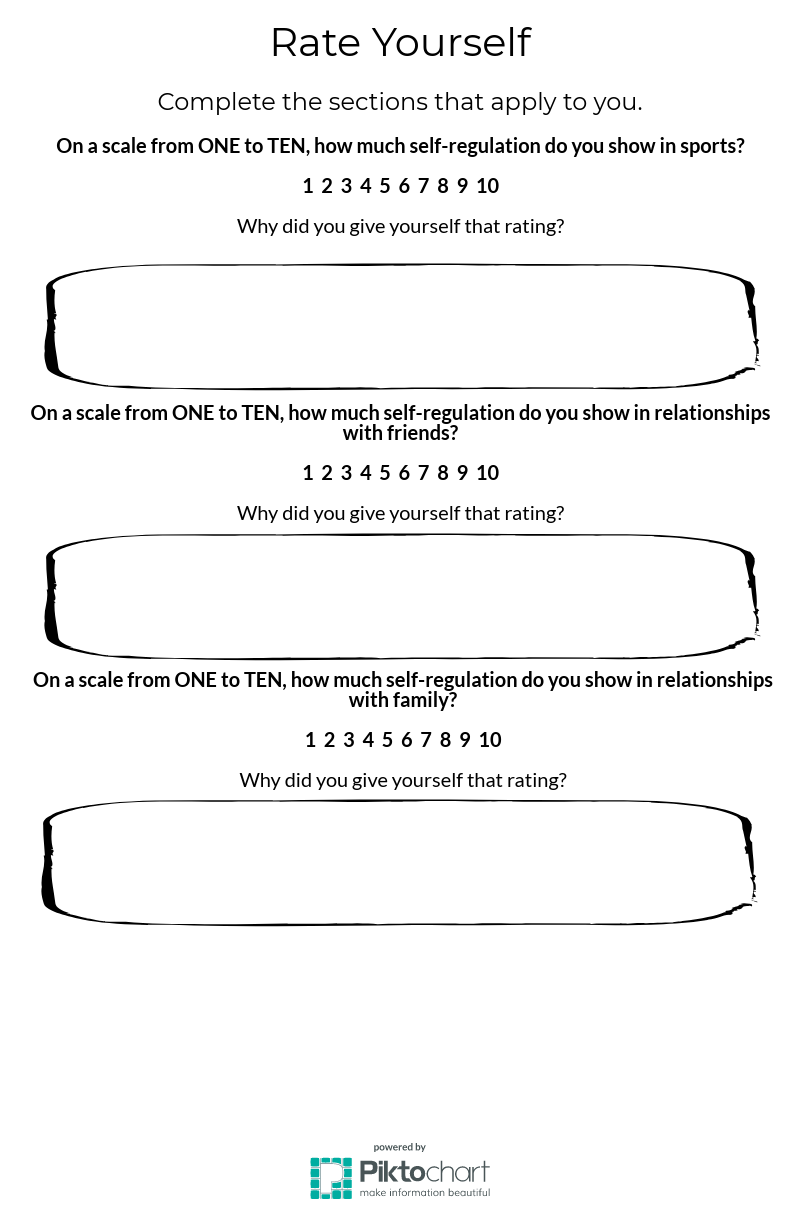 Rate Yourself
Complete the sections that apply to you.
On a scale from ONE to TEN, how much self-regulation do you show in sports?
1 2 3 4 5 6 7 8 9 10
Why did you give yourself that rating?
On a scale from ONE to TEN, how much self-regulation do you show in relationships
with friends?
1 2 3 4 5 6 7 8 9 10
Why did you give yourself that rating?
On a scale from ONE to TEN, how much self-regulation do you show in relationships
with family?
1 2 3 4 5 6 7 8 9 10
Why did you give yourself that rating?
powered by
Piktochart
make information beautiful